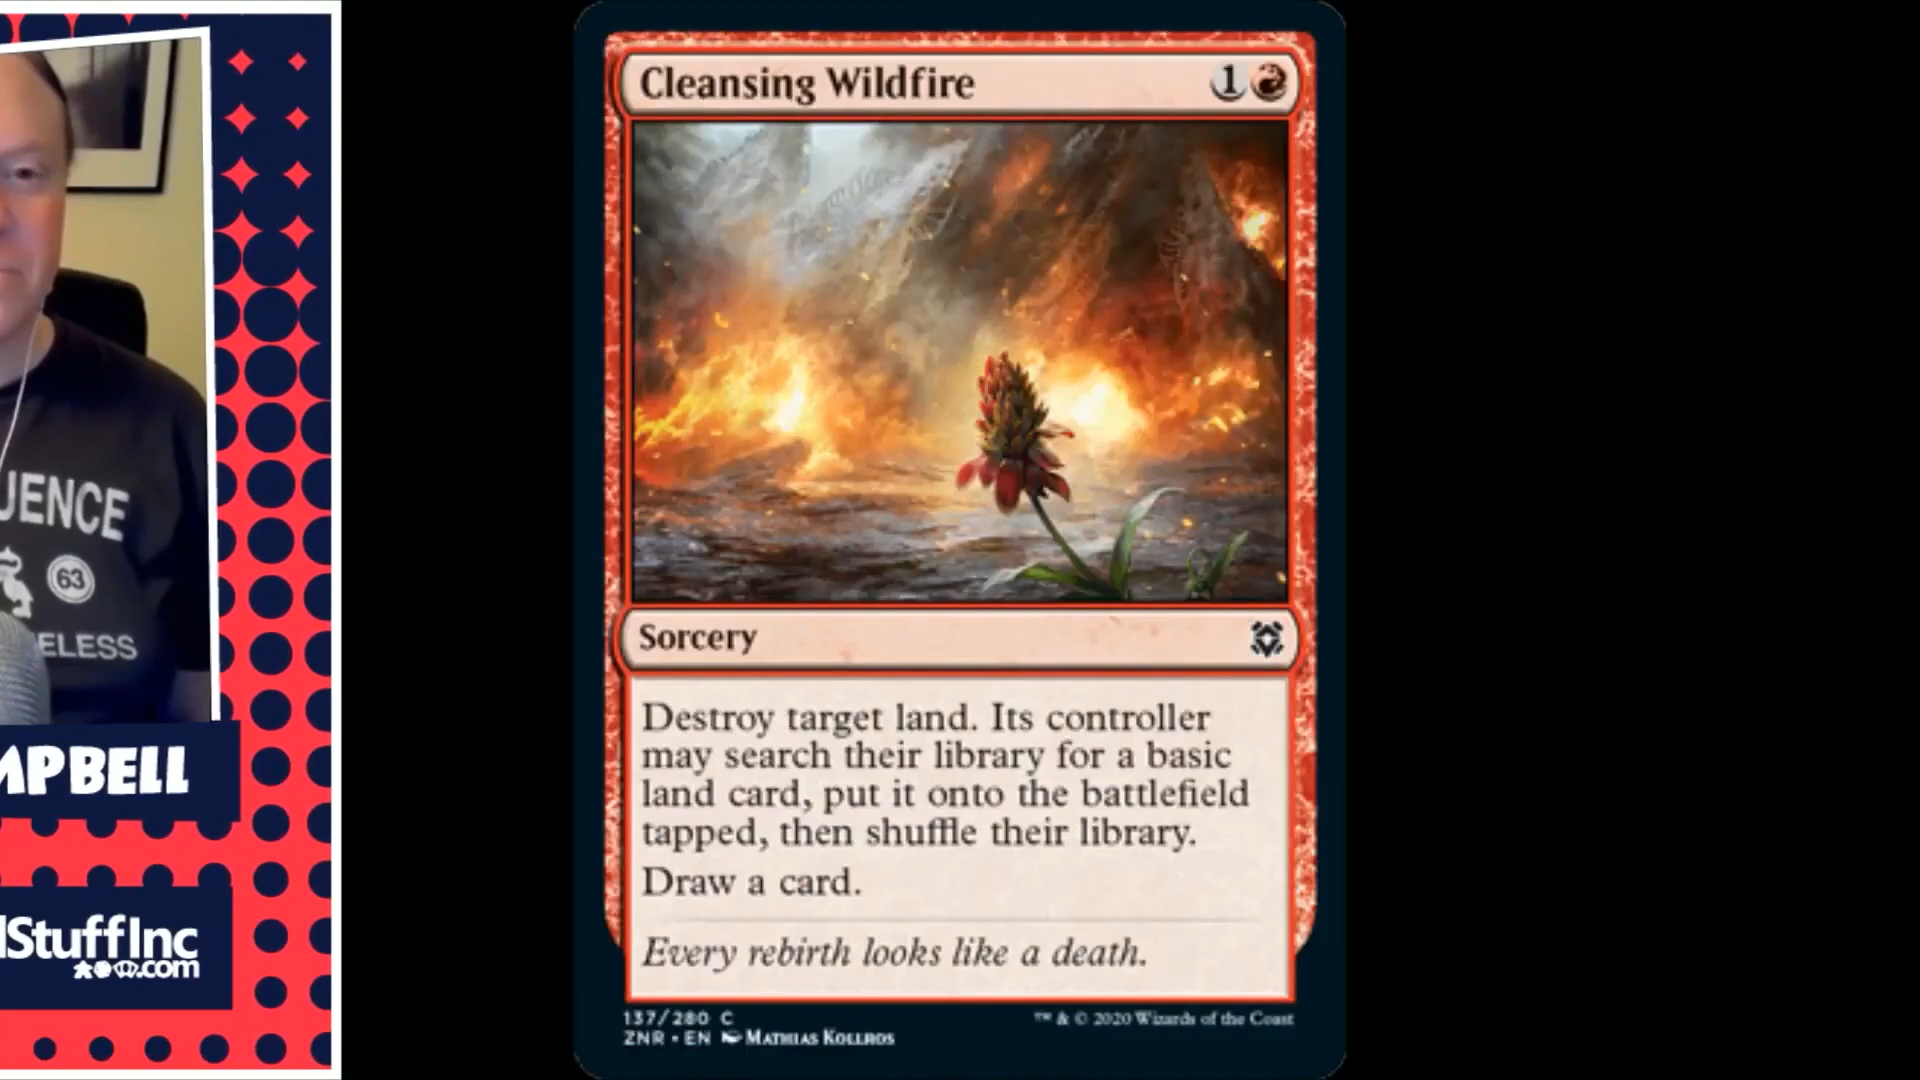 UENCE
63
ELESS
MPBELL
lStuffInc
.com
Cleansing Wildfire
1
Sorcery
Destroy target land. Its controller
may search their library for a basic
land card, put it onto the battlefield
tapped, then shuffle their library.
Draw a card.
Every rebirth looks like a death.
137/280 C
ZNR • EN Mathias Kollros
™ & © 2020 Wizards of the Coast